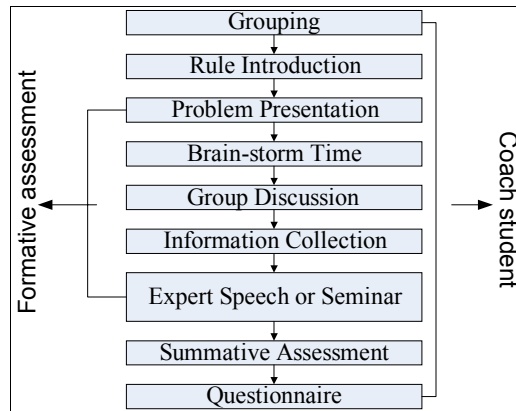 Grouping
Rule Introduction
Problem Presentation
Brain-storm Time
Group Discussion
Information Collection
Expert Speech or Seminar
Summative Assessment
Questionnaire
Formative assessment
Coach student